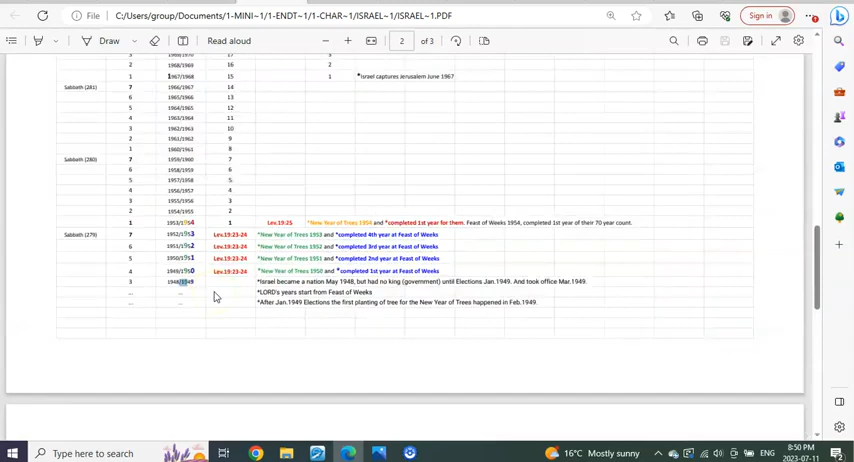 File C:/Users/group/Documents/1-MINI~1/1-ENDT~1/1-CHAR~1/ISRAEL~1/ISRAEL~1.PDF
Sign in
Draw Read aloud 2 of 3
2 1968/1969 16 2
1 1967/1968 15 1 *Israel captures Jerusalem June 1967
Sabbath (281) 7 1966/1967 14
6 1965/1966 13
5 1964/1965 12
4 1963/1964 11
3 1962/1963 10
2 1961/1962 9
1 1960/1961 8
Sabbath (280) 7 1959/1960 7
6 1958/1959 6
5 1957/1958 5
4 1956/1957 4
3 1955/1956 3
2 1954/1955 2
1 1953/1954 1 Lev.19:25 *New Year of Trees 1954 and *completed 1st year for them. Feast of Weeks 1954, completed 1st year of their 70 year count.
Sabbath (279) 7 1952/1953 Lev.19:23-24 *New Year of Trees 1953 and *completed 4th year at Feast of Weeks
6 1951/1952 Lev.19:23-24 *New Year of Trees 1952 and *completed 3rd year at Feast of Weeks
5 1950/1951 Lev.19:23-24 *New Year of Trees 1951 and *completed 2nd year at Feast of Weeks
4 1949/1950 Lev.19:23-24 *New Year of Trees 1950 and *completed 1st year at Feast of Weeks
3 1948/1949 *Israel became a nation May 1948, but had no king (government) until Elections Jan.1949. And took office Mar.1949.
... ... *LORD's years start from Feast of Weeks
... ... *After Jan.1949 Elections the first planting of tree for the New Year of Trees happened in Feb.1949.
Type here to search
16°C Mostly sunny
ENG
8:50 PM
2023-07-11